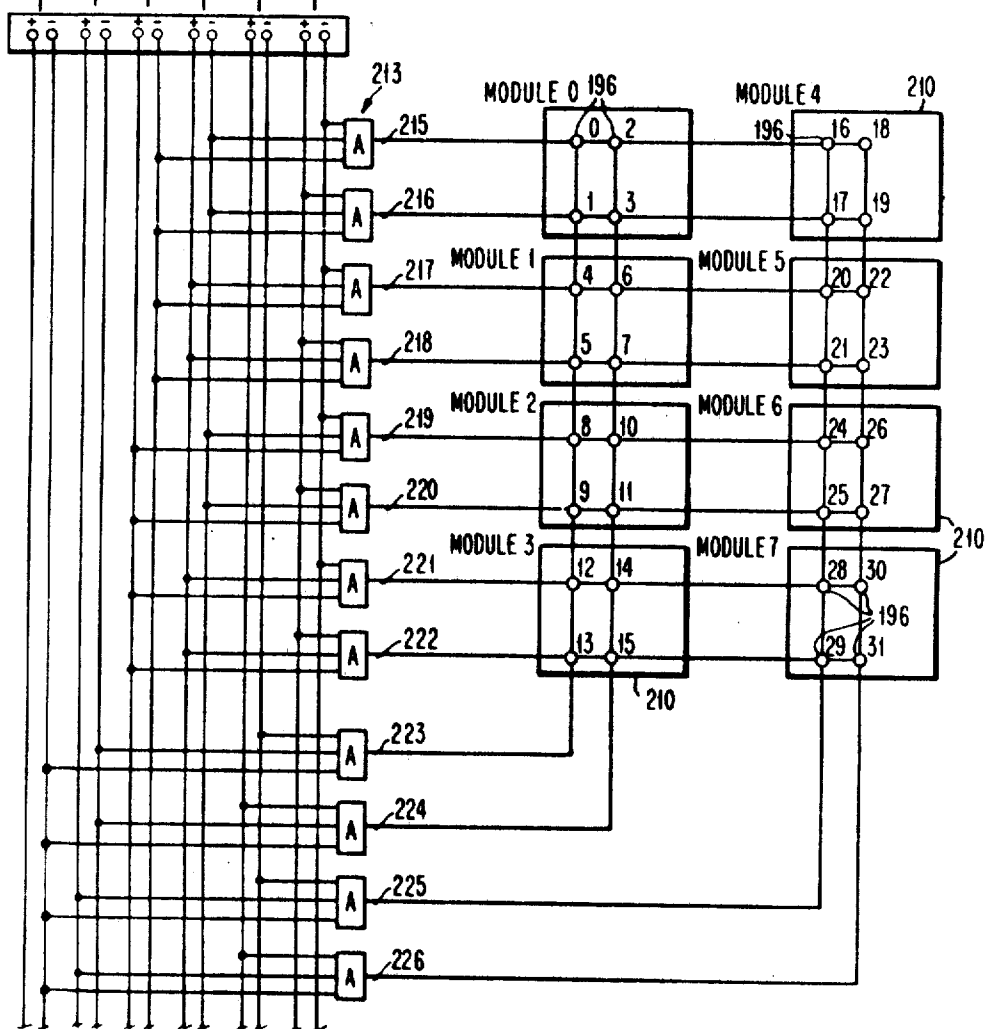 + - + - + - + - + - + -
213
196
MODULE 0
MODULE 4
210
A
215
0
2
196
16
18
A
216
1
3
17
19
MODULE 1
MODULE 5
A
217
4
6
20
22
A
218
5
7
21
23
MODULE 2
MODULE 6
A
219
8
10
24
26
A
220
9
11
25
27
210
MODULE 3
MODULE 7
A
221
12
14
28
30
196
A
222
13
15
29
31
210
A
223
A
224
A
225
A
226